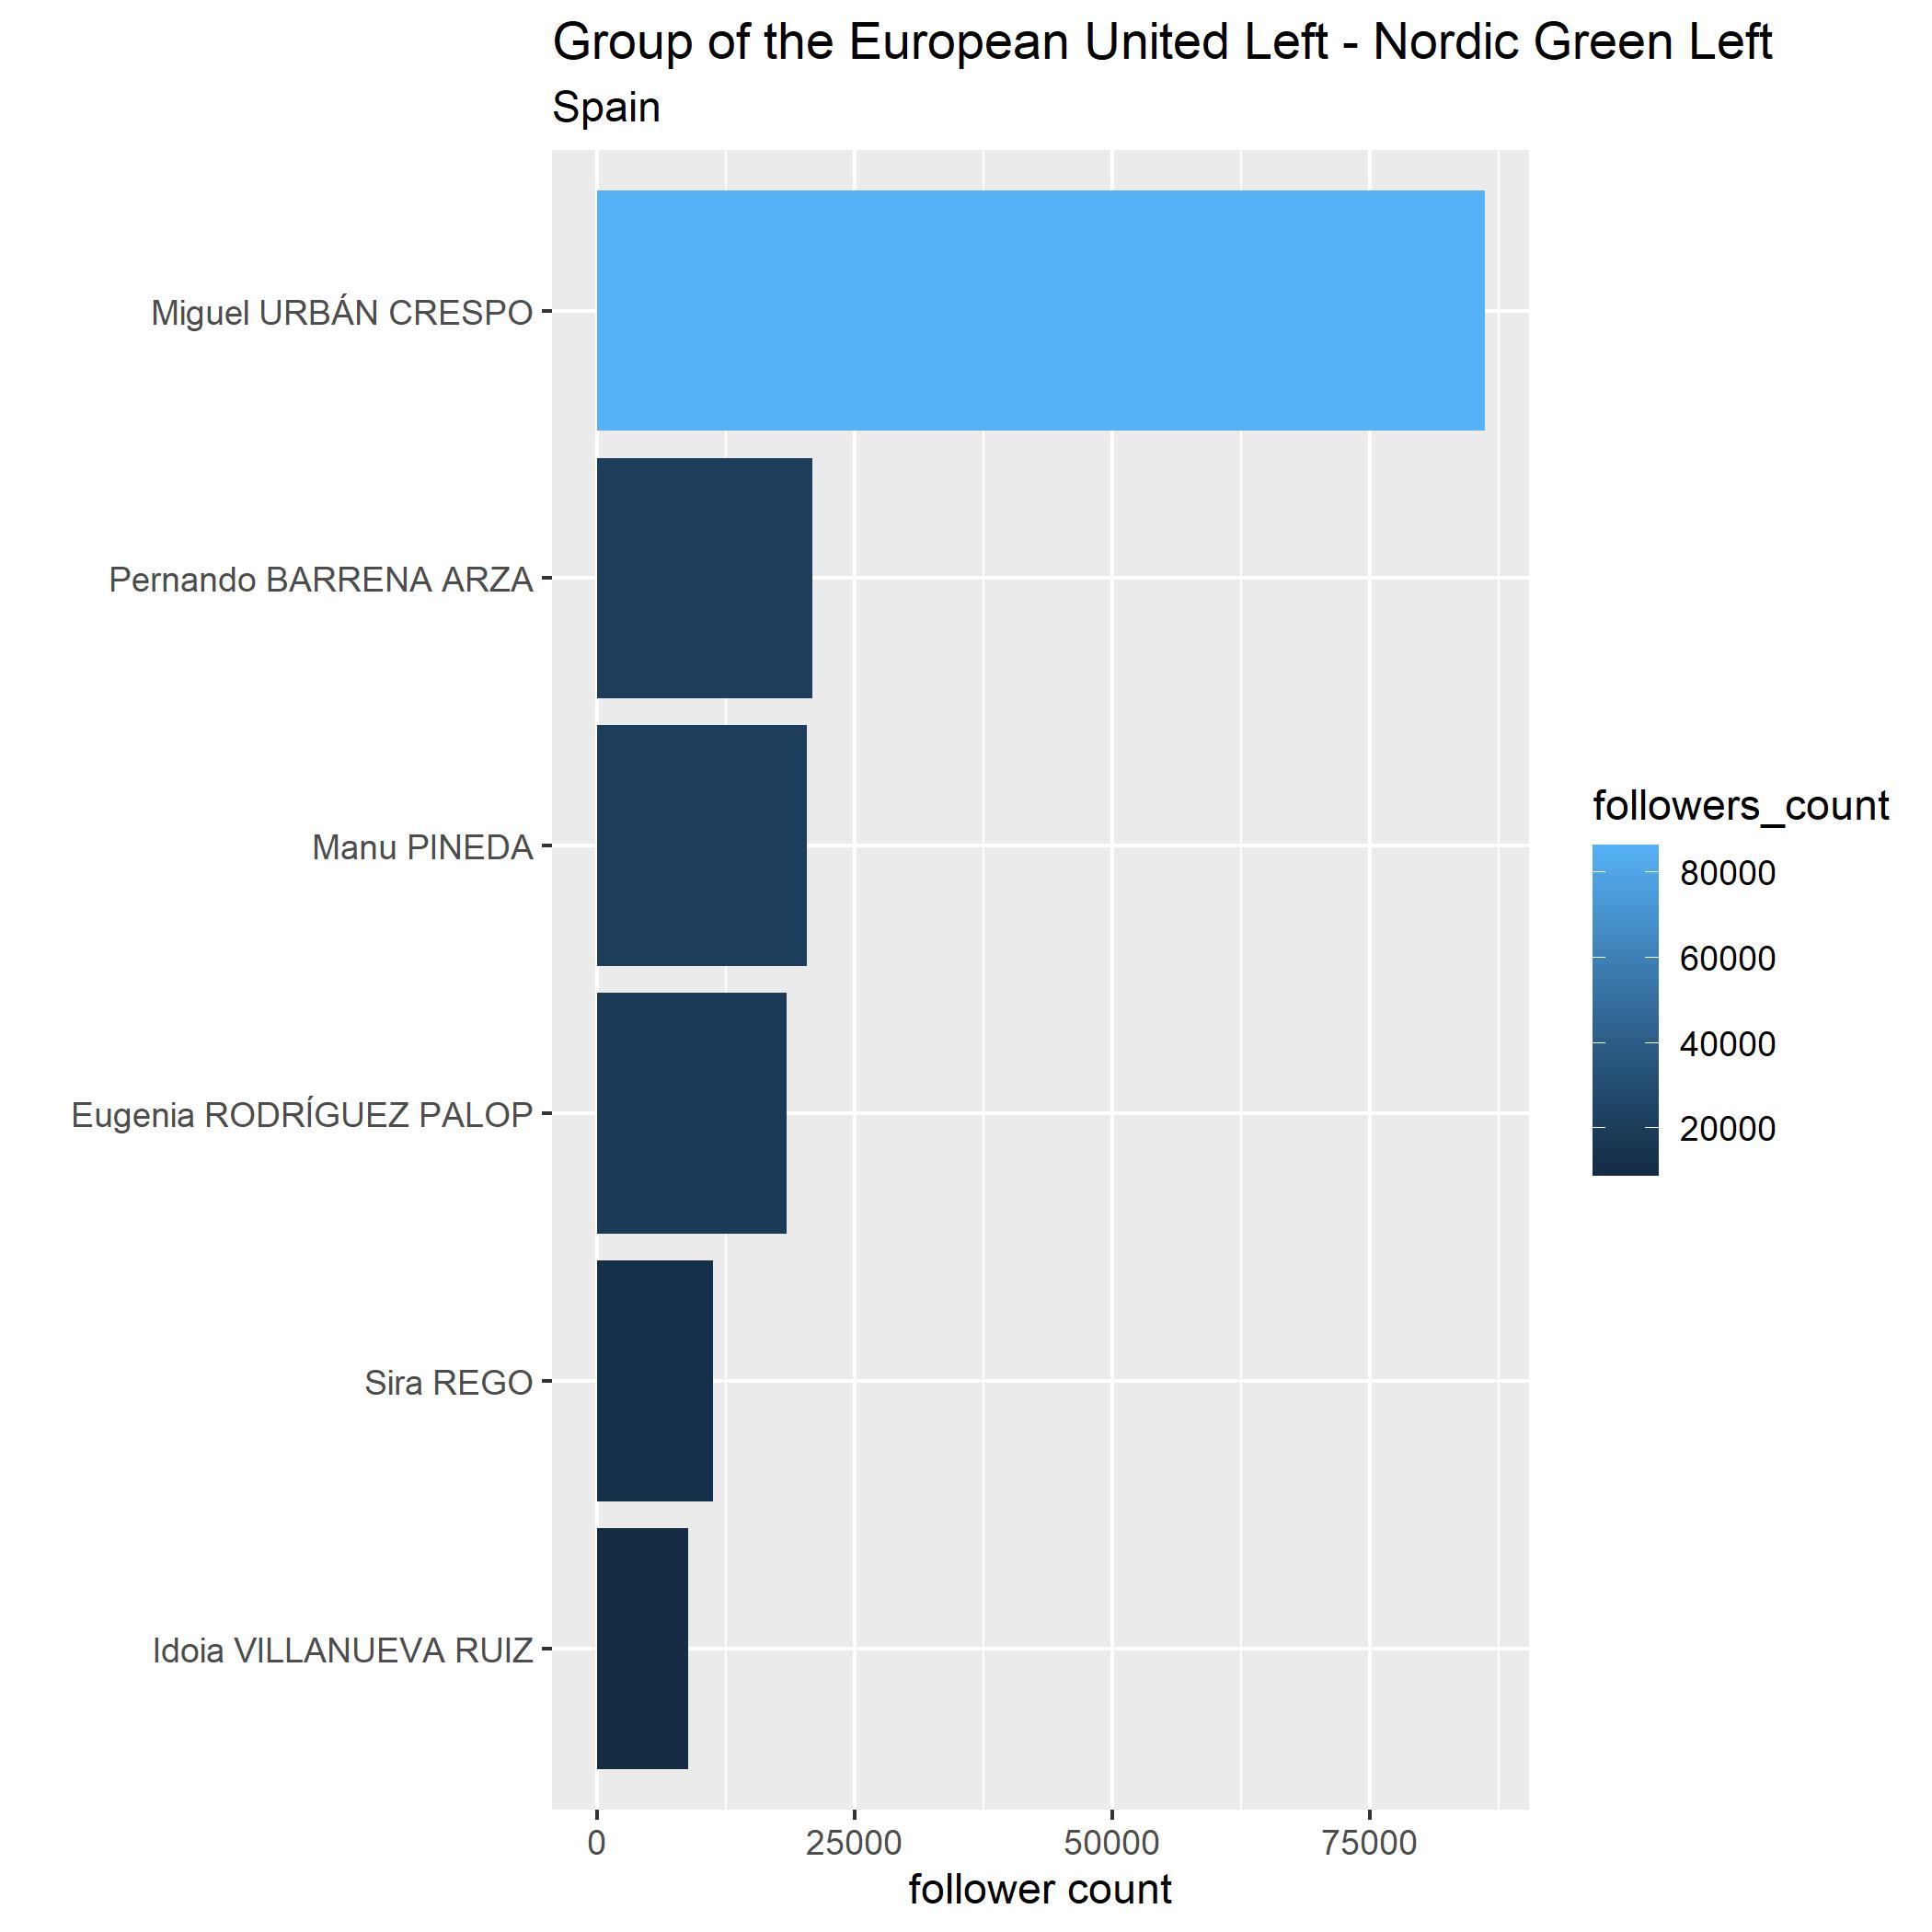 Group of the European United Left - Nordic Green Left
Spain
Miguel URBÁN CRESPO
Pernando BARRENA ARZA
Manu PINEDA
Eugenia RODRÍGUEZ PALOP
Sira REGO
Idoia VILLANUEVA RUIZ
0 25000 50000 75000
follower count
followers_count
80000
60000
40000
20000